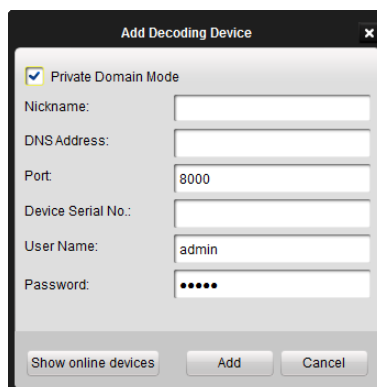 Add Decoding Device
Private Domain Mode
Nickname:
DNS Address:
Port: 8000
Device Serial No.:
User Name: admin
Password: •••••
Show online devices Add Cancel